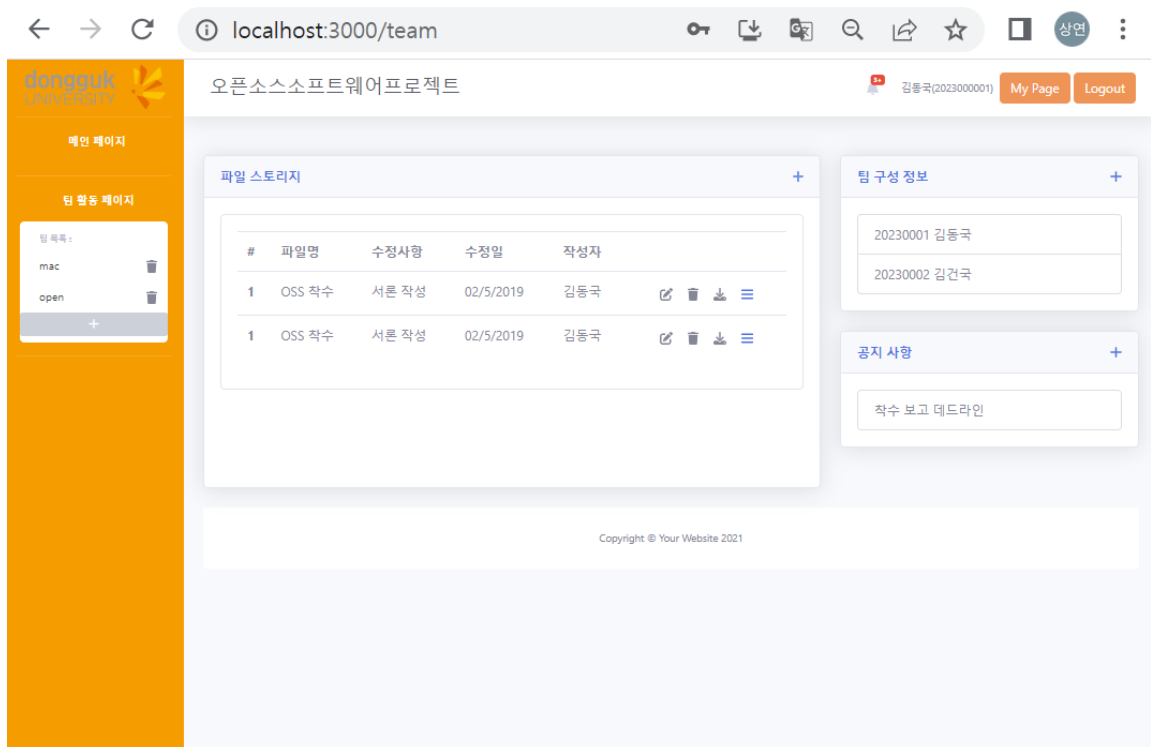 localhost:3000/team
상연
dongguk
UNIVERSITY
오픈소스소프트웨어프로젝트
3+
김동국(2023000001)
My Page
Logout
메인 페이지
팀 활동 페이지
팀 목록 :
mac
open
+
파일 스토리지 +
# 파일명 수정사항 수정일 작성자
1 OSS 착수 서론 작성 02/5/2019 김동국
1 OSS 착수 서론 작성 02/5/2019 김동국
팀 구성 정보 +
20230001 김동국
20230002 김건국
공지 사항 +
착수 보고 데드라인
Copyright © Your Website 2021